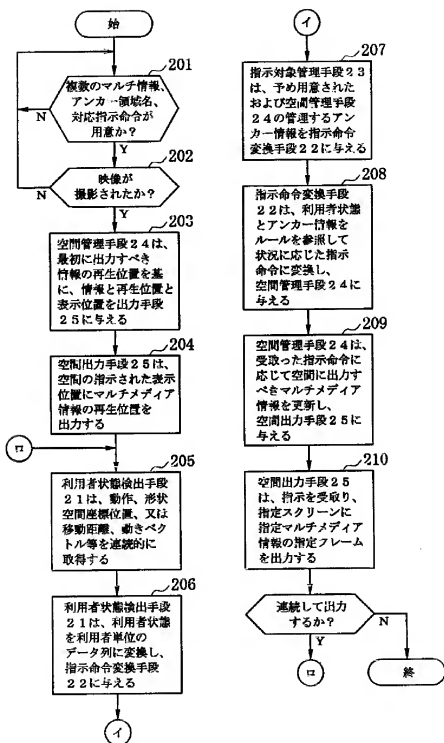 始
201
複数のマルチ情報、
アンカー領域名、
対応指示命令が
用意か?
N
Y
202
映像が
撮影されたか?
N
Y
203
空間管理手段24は、
最初に出力すべき
情報の再生位置を基
に、情報と再生位置と
表示位置を出力手段
25に与える
204
空間出力手段25は、
空間の指示された表示
位置にマルチメディア
情報の再生位置を
出力する
ロ
205
利用者状態検出手段
21は、動作、形状
空間座標位置、又は
移動距離、動きベク
トル等を連続的に
取得する
206
利用者状態検出手段
21は、利用者状態
を利用者単位の
データ列に変換し、
指示命令変換手段
22に与える
イ
イ
207
指示対象管理手段23
は、予め用意された
および空間管理手段
24の管理するアン
カー情報を指示命令
変換手段22に与える
208
指示命令変換手段
22は、利用者状態
とアンカー情報を
ルールを参照して
状況に応じた指示
命令に変換し、
空間管理手段24に
与える
209
空間管理手段24は、
受取った指示命令に
応じて空間に出力す
べきマルチメディア
情報を更新し、
空間出力手段25に
与える
210
空間出力手段25
は、指示を受取り、
指定スクリーンに
指定マルチメディア
情報の指定フレーム
を出力する
連続して出力
するか?
N
Y
ロ
終